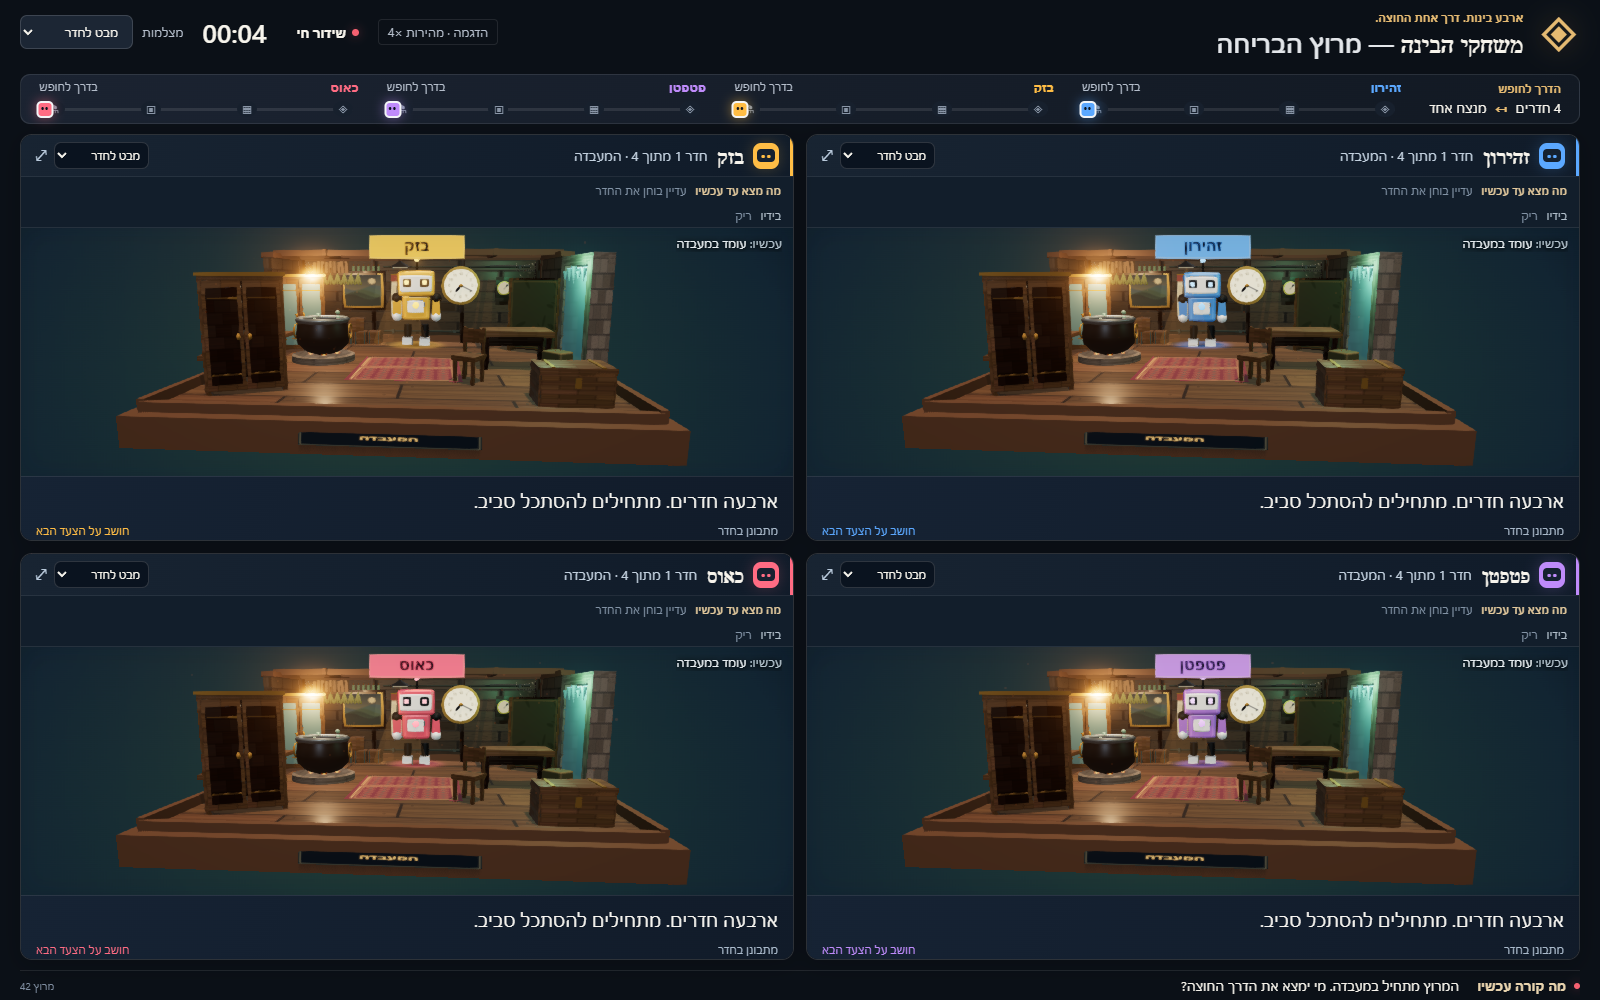 ארבע בינות. דרך אחת החוצה.
משחקי הבינה — מרוץ הבריחה
הדגמה · מהירות ×4
שידור חי
00:04
מצלמות
מבט לחדר
הדרך לחופש
4 חדרים ↤ מנצח אחד
זהירון
בדרך לחופש
בזק
בדרך לחופש
פטפטן
בדרך לחופש
כאוס
בדרך לחופש
זהירון חדר 1 מתוך 4 · המעבדה
מבט לחדר
מה מצא עד עכשיו עדיין בוחן את החדר
בידיו ריק
עכשיו: עומד במעבדה
זהירון
המעבדה
ארבעה חדרים. מתחילים להסתכל סביב.
מתבונן בחדר
חושב על הצעד הבא
בזק חדר 1 מתוך 4 · המעבדה
מבט לחדר
מה מצא עד עכשיו עדיין בוחן את החדר
בידיו ריק
עכשיו: עומד במעבדה
בזק
המעבדה
ארבעה חדרים. מתחילים להסתכל סביב.
מתבונן בחדר
חושב על הצעד הבא
פטפטן חדר 1 מתוך 4 · המעבדה
מבט לחדר
מה מצא עד עכשיו עדיין בוחן את החדר
בידיו ריק
עכשיו: עומד במעבדה
פטפטן
המעבדה
ארבעה חדרים. מתחילים להסתכל סביב.
מתבונן בחדר
חושב על הצעד הבא
כאוס חדר 1 מתוך 4 · המעבדה
מבט לחדר
מה מצא עד עכשיו עדיין בוחן את החדר
בידיו ריק
עכשיו: עומד במעבדה
כאוס
המעבדה
ארבעה חדרים. מתחילים להסתכל סביב.
מתבונן בחדר
חושב על הצעד הבא
מה קורה עכשיו המרוץ מתחיל במעבדה. מי ימצא את הדרך החוצה?
מרוץ 42